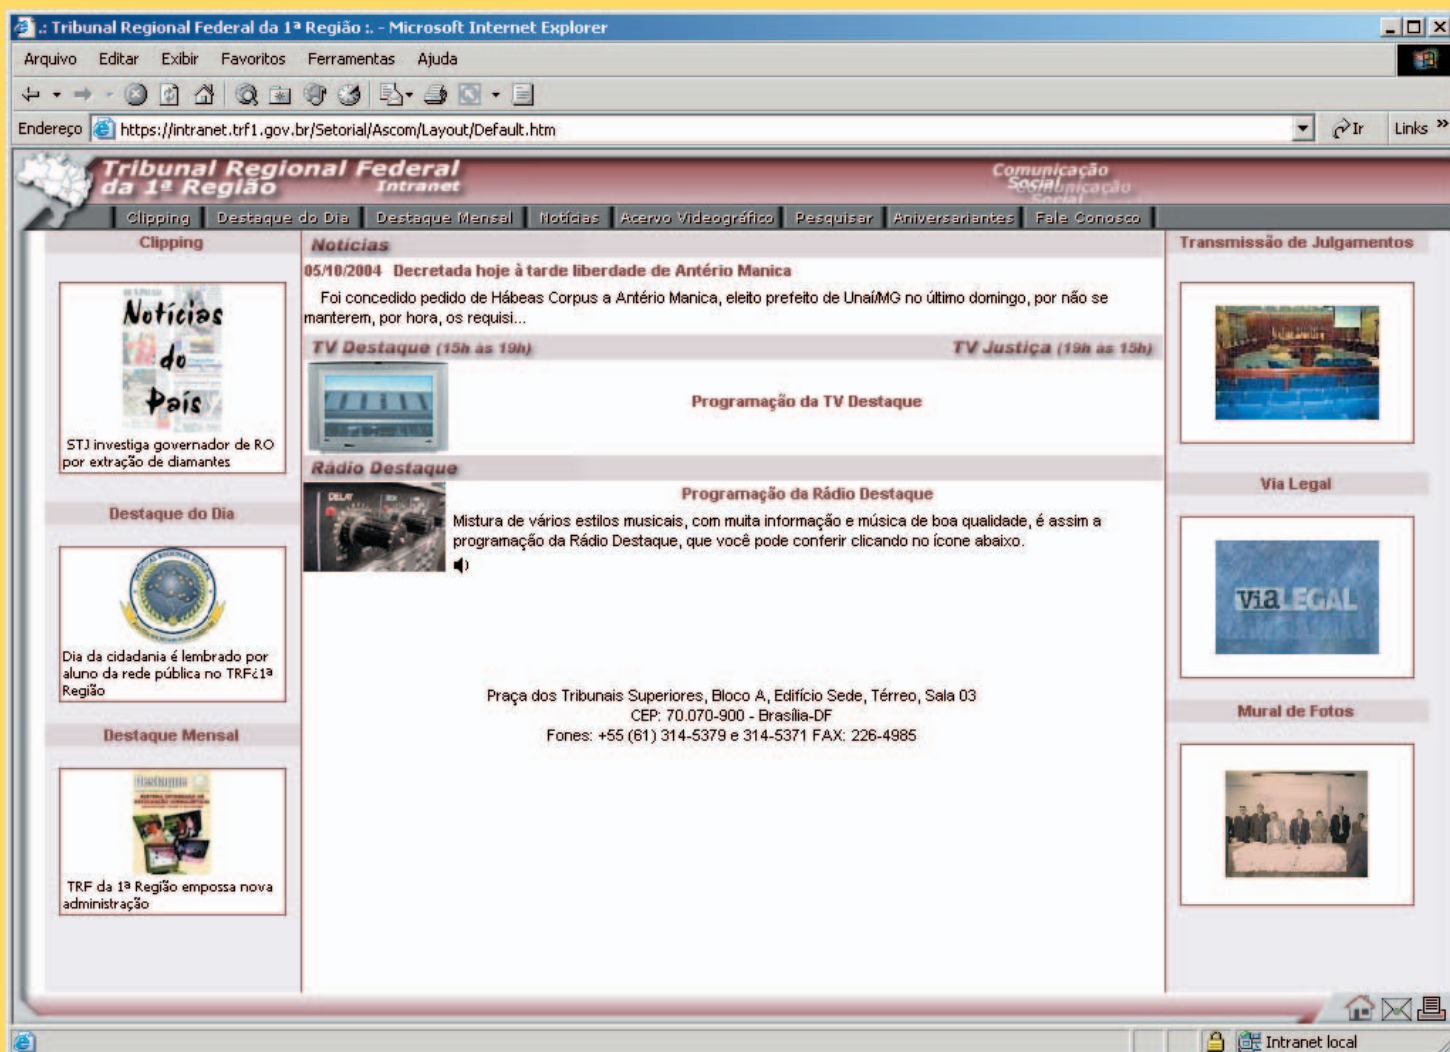 .: Tribunal Regional Federal da 1ª Região :. - Microsoft Internet Explorer
Arquivo Editar Exibir Favoritos Ferramentas Ajuda
Endereço https://intranet.trf1.gov.br/Setorial/Ascom/Layout/Default.htm Ir Links »
Tribunal Regional Federal
da 1ª Região Intranet
Comunicação
Social
Clipping Destaque do Dia Destaque Mensal Notícias Acervo Videográfico Pesquisar Aniversariantes Fale Conosco
Clipping
Notícias
do
País
STJ investiga governador de RO
por extração de diamantes
Destaque do Dia
Dia da cidadania é lembrado por
aluno da rede pública no TRF¿1ª
Região
Destaque Mensal
Destaque
TRF da 1ª Região empossa nova
administração
Notícias
05/10/2004 Decretada hoje à tarde liberdade de Antério Manica
Foi concedido pedido de Hábeas Corpus a Antério Manica, eleito prefeito de Unaí/MG no último domingo, por não se
manterem, por hora, os requisi...
TV Destaque (15h às 19h) TV Justiça (19h às 15h)
Programação da TV Destaque
Rádio Destaque
DELAY
Programação da Rádio Destaque
Mistura de vários estilos musicais, com muita informação e música de boa qualidade, é assim a
programação da Rádio Destaque, que você pode conferir clicando no ícone abaixo.
Praça dos Tribunais Superiores, Bloco A, Edifício Sede, Térreo, Sala 03
CEP: 70.070-900 - Brasília-DF
Fones: +55 (61) 314-5379 e 314-5371 FAX: 226-4985
Transmissão de Julgamentos
Via Legal
via LEGAL
Mural de Fotos
Intranet local